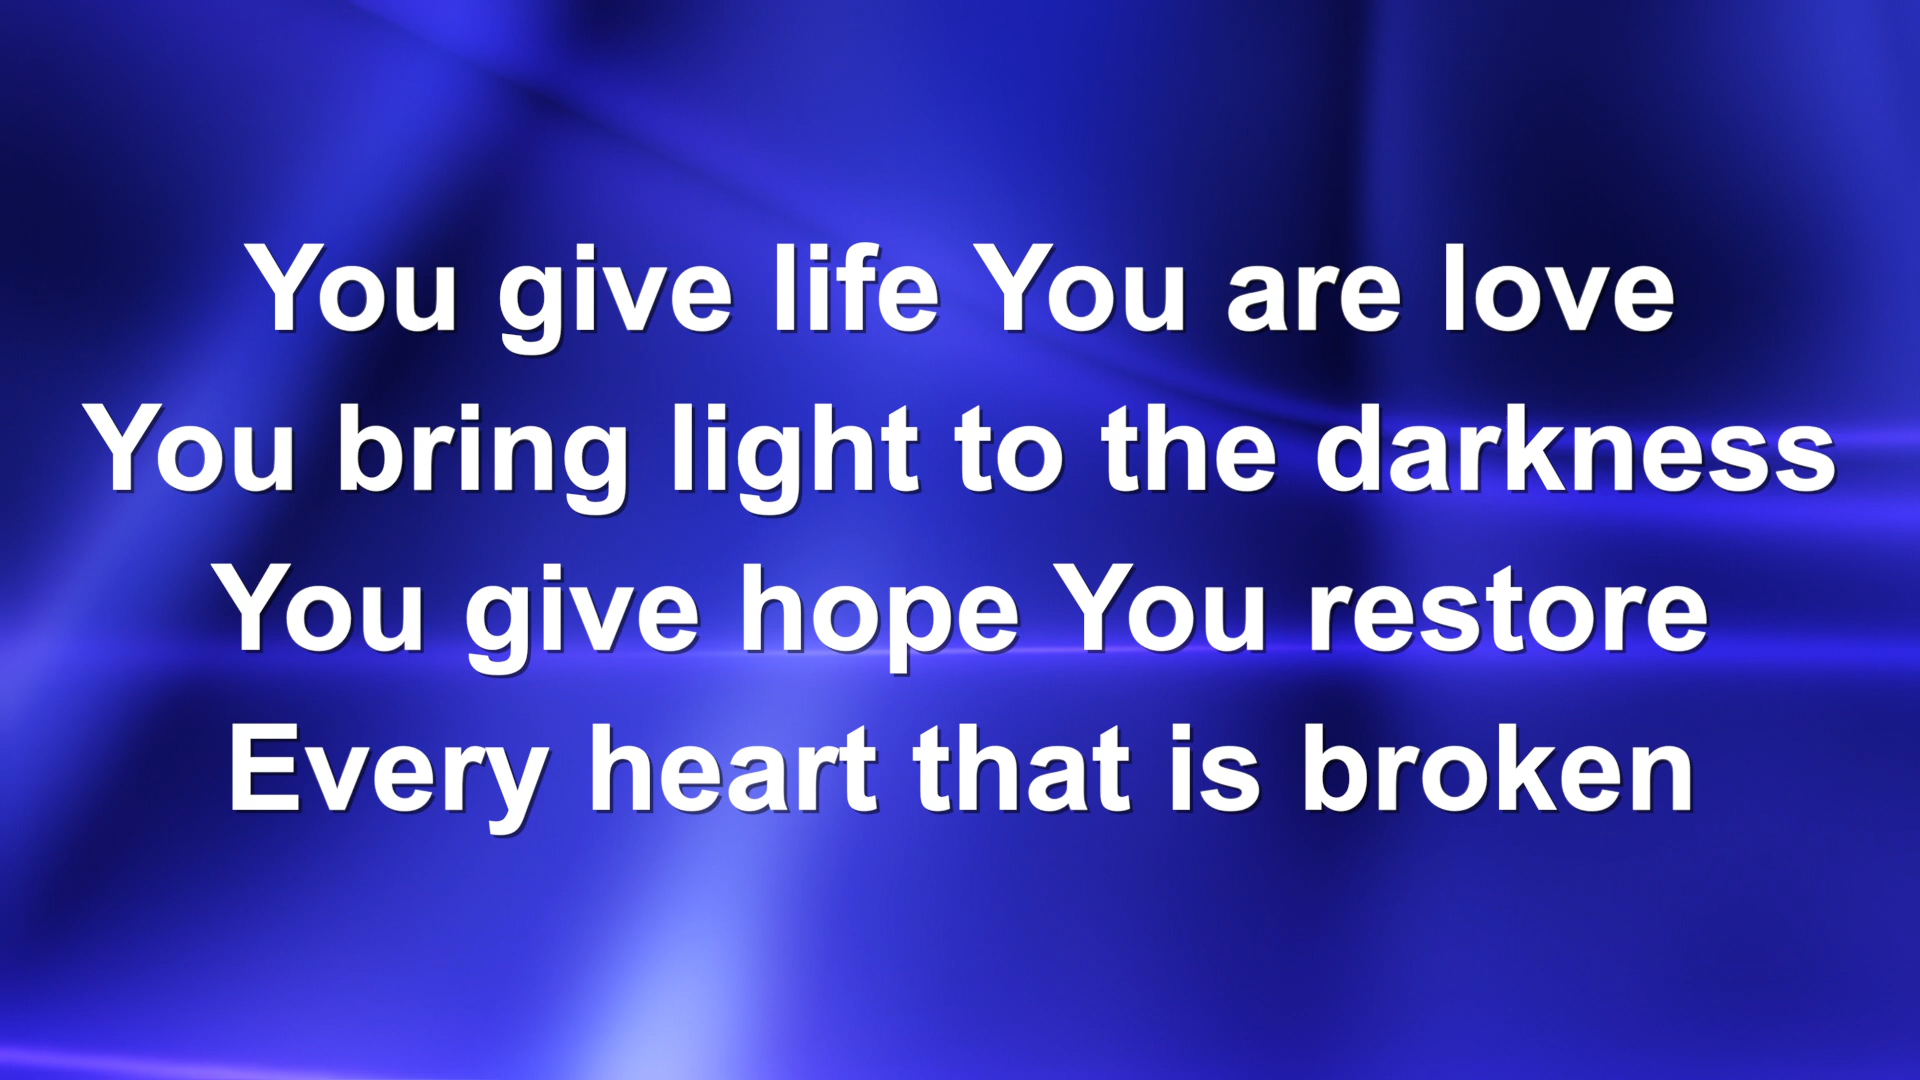 You give life You are love
You bring light to the darkness
You give hope You restore
Every heart that is broken